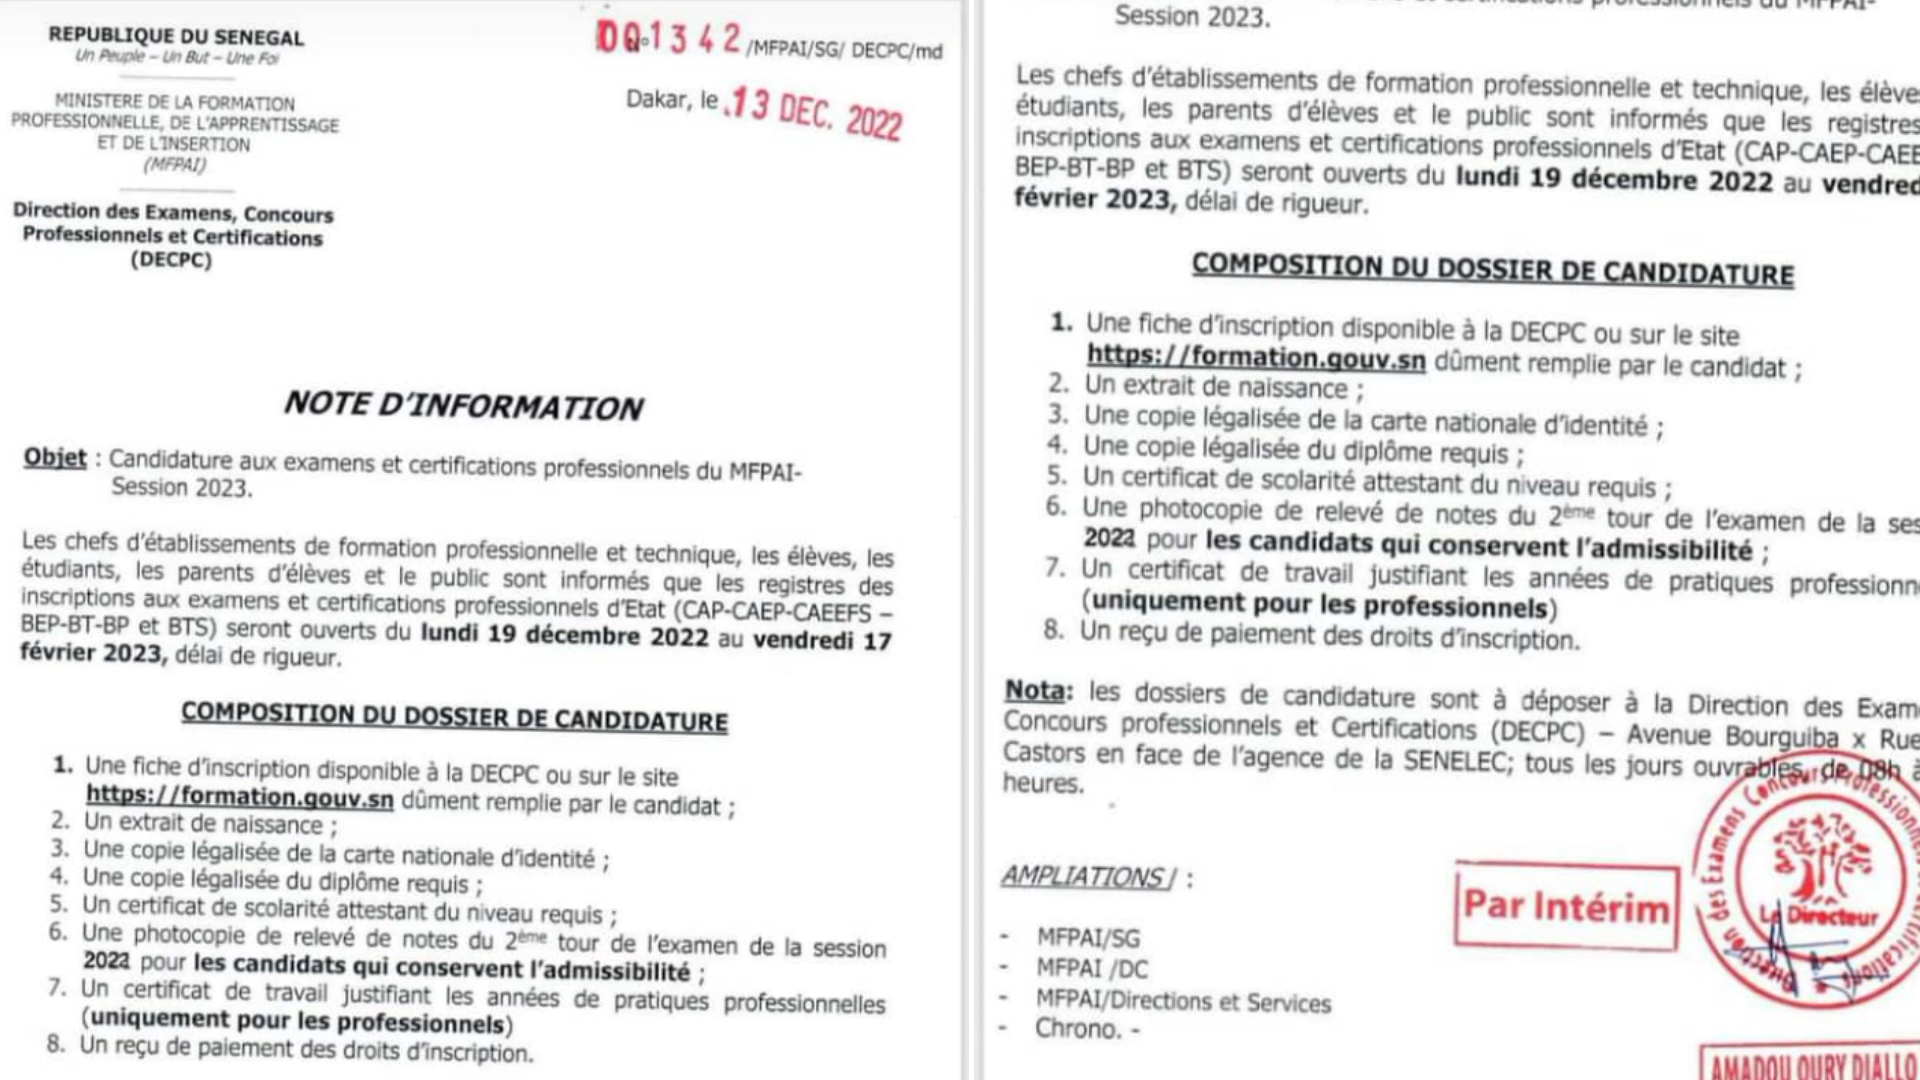 REPUBLIQUE DU SENEGAL
Un Peuple – Un But – Une Foi
MINISTERE DE LA FORMATION
PROFESSIONNELLE, DE L'APPRENTISSAGE
ET DE L'INSERTION
(MFPAI)
Direction des Examens, Concours
Professionnels et Certifications
(DECPC)
001342 /MFPAI/SG/ DECPC/md
Dakar, le 13 DEC. 2022
NOTE D'INFORMATION
Objet : Candidature aux examens et certifications professionnels du MFPAI-
Session 2023.
Les chefs d'établissements de formation professionnelle et technique, les élèves, les
étudiants, les parents d'élèves et le public sont informés que les registres des
inscriptions aux examens et certifications professionnels d'Etat (CAP-CAEP-CAEEFS –
BEP-BT-BP et BTS) seront ouverts du lundi 19 décembre 2022 au vendredi 17
février 2023, délai de rigueur.
COMPOSITION DU DOSSIER DE CANDIDATURE
1. Une fiche d'inscription disponible à la DECPC ou sur le site
https://formation.gouv.sn dûment remplie par le candidat ;
2. Un extrait de naissance ;
3. Une copie légalisée de la carte nationale d'identité ;
4. Une copie légalisée du diplôme requis ;
5. Un certificat de scolarité attestant du niveau requis ;
6. Une photocopie de relevé de notes du 2ème tour de l'examen de la session
2022 pour les candidats qui conservent l'admissibilité ;
7. Un certificat de travail justifiant les années de pratiques professionnelles
(uniquement pour les professionnels)
8. Un reçu de paiement des droits d'inscription.
Session 2023.
Les chefs d'établissements de formation professionnelle et technique, les élève
étudiants, les parents d'élèves et le public sont informés que les registres
inscriptions aux examens et certifications professionnels d'Etat (CAP-CAEP-CAEE
BEP-BT-BP et BTS) seront ouverts du lundi 19 décembre 2022 au vendred
février 2023, délai de rigueur.
COMPOSITION DU DOSSIER DE CANDIDATURE
1. Une fiche d'inscription disponible à la DECPC ou sur le site
https://formation.gouv.sn dûment remplie par le candidat ;
2. Un extrait de naissance ;
3. Une copie légalisée de la carte nationale d'identité ;
4. Une copie légalisée du diplôme requis ;
5. Un certificat de scolarité attestant du niveau requis ;
6. Une photocopie de relevé de notes du 2ème tour de l'examen de la ses
2022 pour les candidats qui conservent l'admissibilité ;
7. Un certificat de travail justifiant les années de pratiques professionn
(uniquement pour les professionnels)
8. Un reçu de paiement des droits d'inscription.
Nota: les dossiers de candidature sont à déposer à la Direction des Exam
Concours professionnels et Certifications (DECPC) – Avenue Bourguiba x Rue
Castors en face de l'agence de la SENELEC; tous les jours ouvrables, de 08h à
heures.
AMPLIATIONS/ :
- MFPAI/SG
- MFPAI /DC
- MFPAI/Directions et Services
- Chrono. -
Par Intérim
des Examens Concours Professionnels
Le Directeur
AMADOU OURY DIALLO